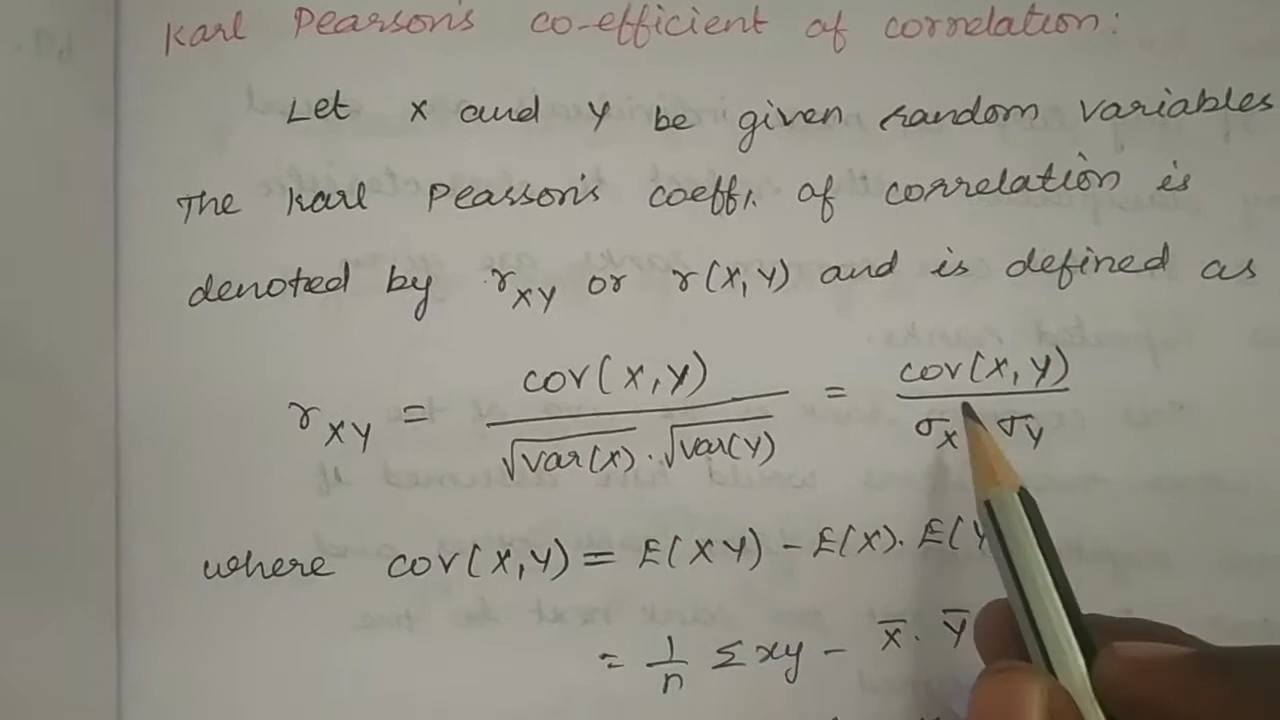 Karl Pearson's co-efficient of correlation:
Let X and Y be given random variables
The Karl Pearson's coeff. of correlation is
denoted by r_XY or r(X,Y) and is defined as
r_XY = cov(X,Y) / √var(X) . √var(Y) = cov(X,Y) / σ_X σ_Y
where cov(X,Y) = E(XY) - E(X). E(Y
= 1/n Σxy - x̄ . ȳ